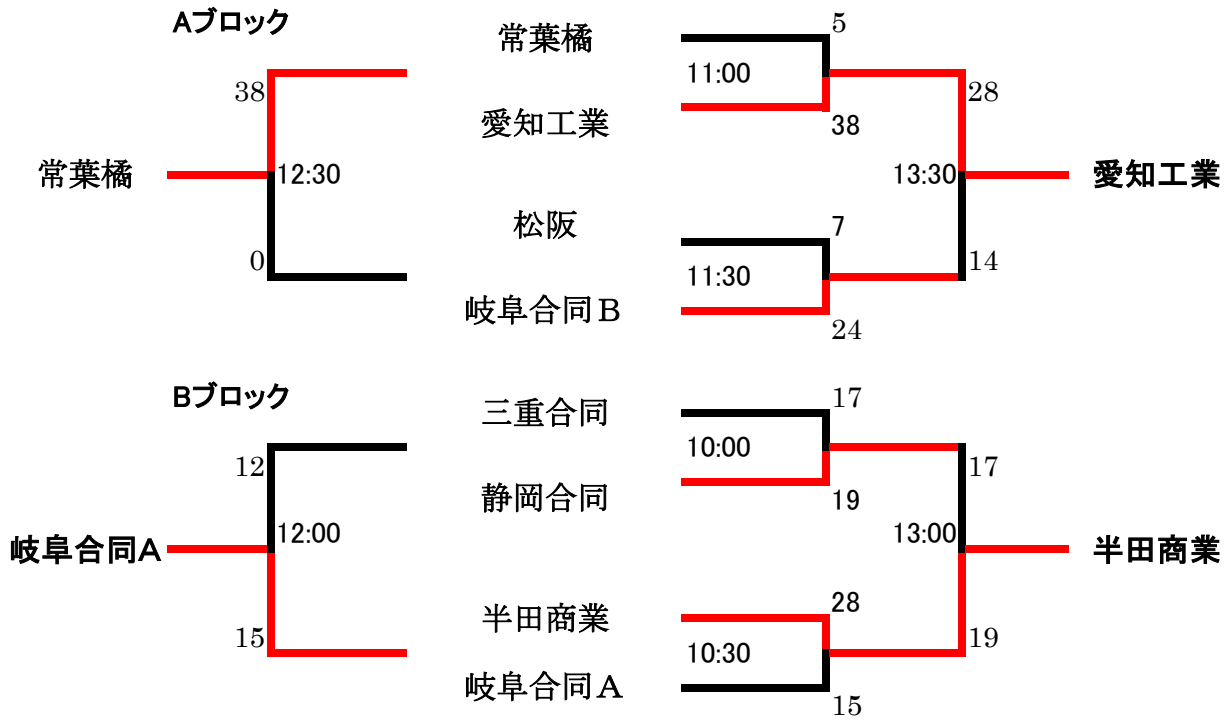 Aブロック
常葉橘
5
38
11:00
28
愛知工業
38
常葉橘
12:30
13:30
愛知工業
松阪
7
0
11:30
14
岐阜合同B
24
Bブロック
三重合同
17
12
10:00
17
静岡合同
19
岐阜合同A
12:00
13:00
半田商業
半田商業
28
15
10:30
19
岐阜合同A
15